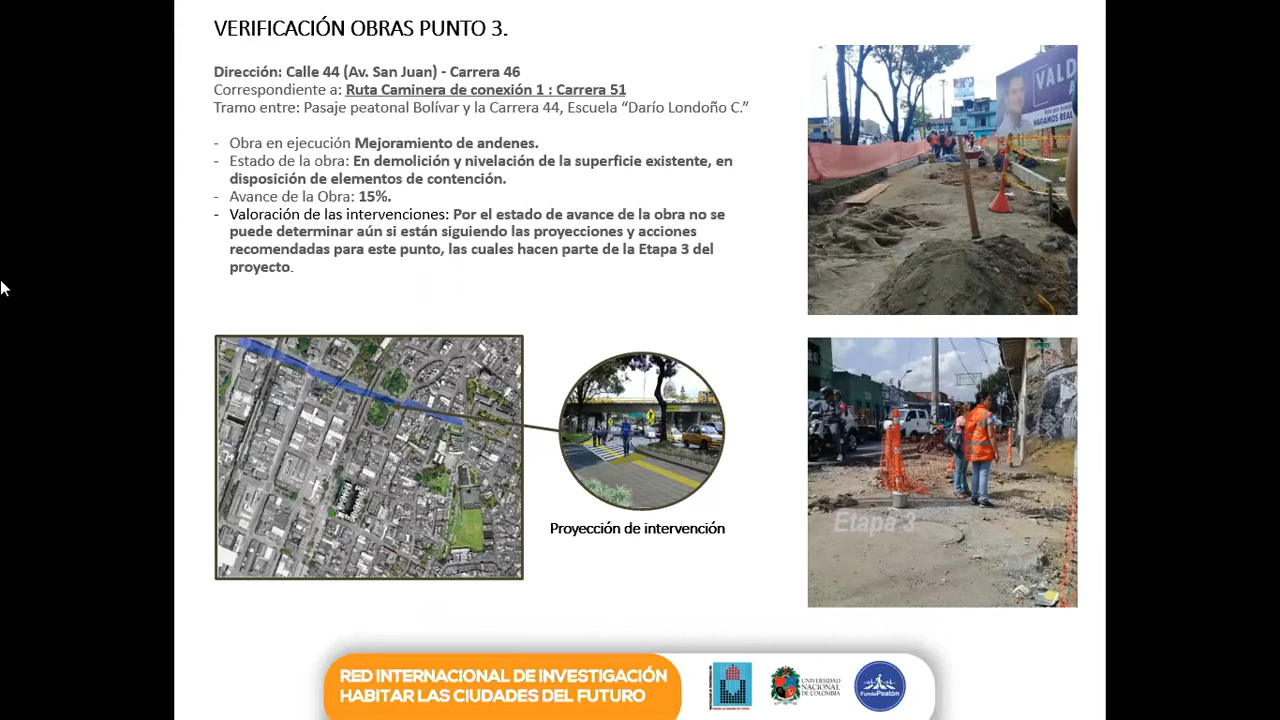 VERIFICACIÓN OBRAS PUNTO 3.
Dirección: Calle 44 (Av. San Juan) - Carrera 46
Correspondiente a: Ruta Caminera de conexión 1 : Carrera 51
Tramo entre: Pasaje peatonal Bolívar y la Carrera 44, Escuela “Darío Londoño C.”
- Obra en ejecución Mejoramiento de andenes.
- Estado de la obra: En demolición y nivelación de la superficie existente, en
disposición de elementos de contención.
- Avance de la Obra: 15%.
- Valoración de las intervenciones: Por el estado de avance de la obra no se
puede determinar aún si están siguiendo las proyecciones y acciones
recomendadas para este punto, las cuales hacen parte de la Etapa 3 del
proyecto.
VALD
HAGAMOS REAL
Proyección de intervención
Etapa 3
RED INTERNACIONAL DE INVESTIGACIÓN
HABITAR LAS CIUDADES DEL FUTURO
UNIVERSIDAD
NACIONAL
DE COLOMBIA
FundaPeatón